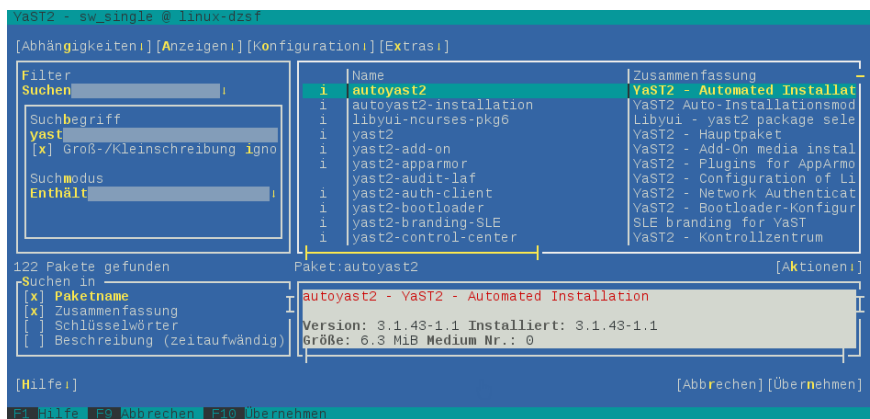 YaST2 - sw_single @ linux-dzsf
[Abhängigkeiten↓][Anzeigen↓][Konfiguration↓][Extras↓]
Filter
Suchen ↓
Suchbegriff
yast
[x] Groß-/Kleinschreibung igno
Suchmodus
Enthält ↓
Name Zusammenfassung
i autoyast2 YaST2 - Automated Installat
i autoyast2-installation YaST2 Auto-Installationsmod
i libyui-ncurses-pkg6 Libyui - yast2 package sele
i yast2 YaST2 - Hauptpaket
i yast2-add-on YaST2 - Add-On media instal
i yast2-apparmor YaST2 - Plugins for AppArmo
yast2-audit-laf YaST2 - Configuration of Li
i yast2-auth-client YaST2 - Network Authenticat
i yast2-bootloader YaST2 - Bootloader-Konfigur
i yast2-branding-SLE SLE branding for YaST
i yast2-control-center YaST2 - Kontrollzentrum
122 Pakete gefunden
Paket:autoyast2 [Aktionen↓]
Suchen in
[x] Paketname
[x] Zusammenfassung
[ ] Schlüsselwörter
[ ] Beschreibung (zeitaufwändig)
autoyast2 - YaST2 - Automated Installation
Version: 3.1.43-1.1 Installiert: 3.1.43-1.1
Größe: 6.3 MiB Medium Nr.: 0
[Hilfe↓] [Abbrechen][Übernehmen]
F1 Hilfe F9 Abbrechen F10 Übernehmen